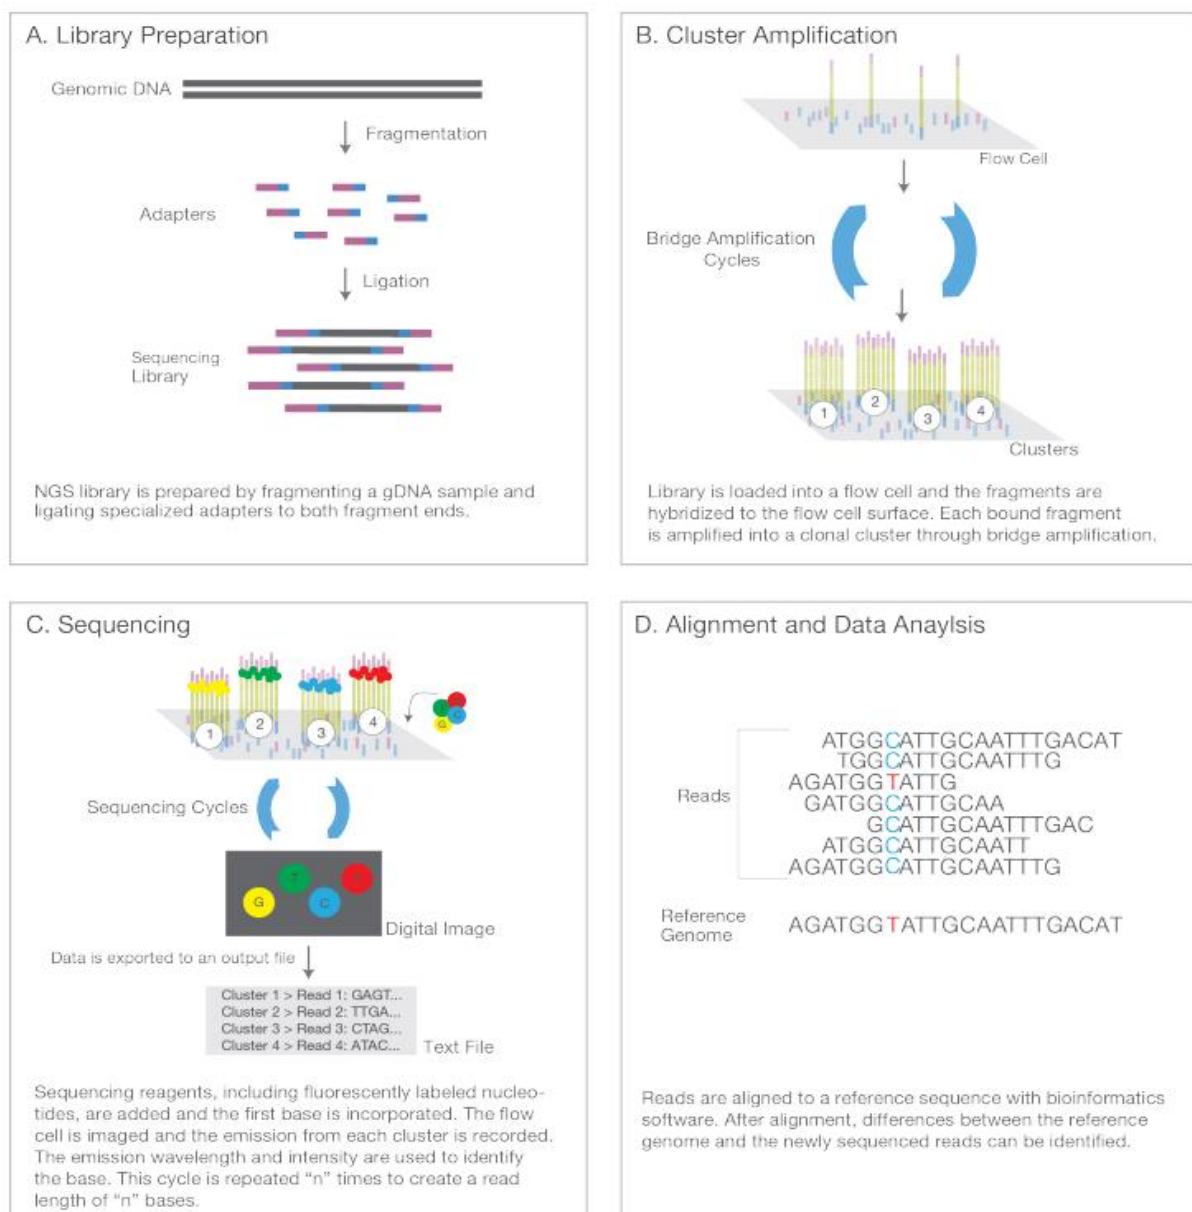 A. Library Preparation
Genomic DNA
Fragmentation
Adapters
Ligation
Sequencing
Library
NGS library is prepared by fragmenting a gDNA sample and
ligating specialized adapters to both fragment ends.
B. Cluster Amplification
Flow Cell
Bridge Amplification
Cycles
1
2
3
4
Clusters
Library is loaded into a flow cell and the fragments are
hybridized to the flow cell surface. Each bound fragment
is amplified into a clonal cluster through bridge amplification.
C. Sequencing
1
2
3
4
C
G
Sequencing Cycles
T
G
C
Digital Image
Data is exported to an output file
Cluster 1 > Read 1: GAGT...
Cluster 2 > Read 2: TTGA...
Cluster 3 > Read 3: CTAG...
Cluster 4 > Read 4: ATAC...
Text File
Sequencing reagents, including fluorescently labeled nucleo-
tides, are added and the first base is incorporated. The flow
cell is imaged and the emission from each cluster is recorded.
The emission wavelength and intensity are used to identify
the base. This cycle is repeated “n” times to create a read
length of “n” bases.
D. Alignment and Data Anaylsis
ATGGCATTGCAATTTGACAT
TGGCATTGCAATTTG
AGATGGTATTG
Reads
GATGGCATTGCAA
GCATTGCAATTTGAC
ATGGCATTGCAATT
AGATGGCATTGCAATTTG
Reference
Genome
AGATGGTATTGCAATTTGACAT
Reads are aligned to a reference sequence with bioinformatics
software. After alignment, differences between the reference
genome and the newly sequenced reads can be identified.